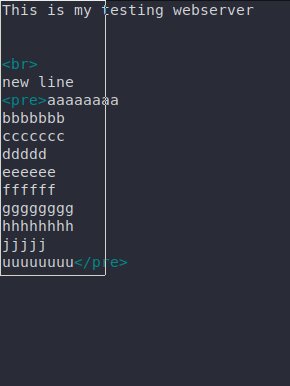 This is my testing webserver
<br>
new line
<pre>aaaaaaaa
bbbbbbb
ccccccc
ddddd
eeeeee
ffffff
gggggggg
hhhhhhhh
jjjjj
uuuuuuuu</pre>